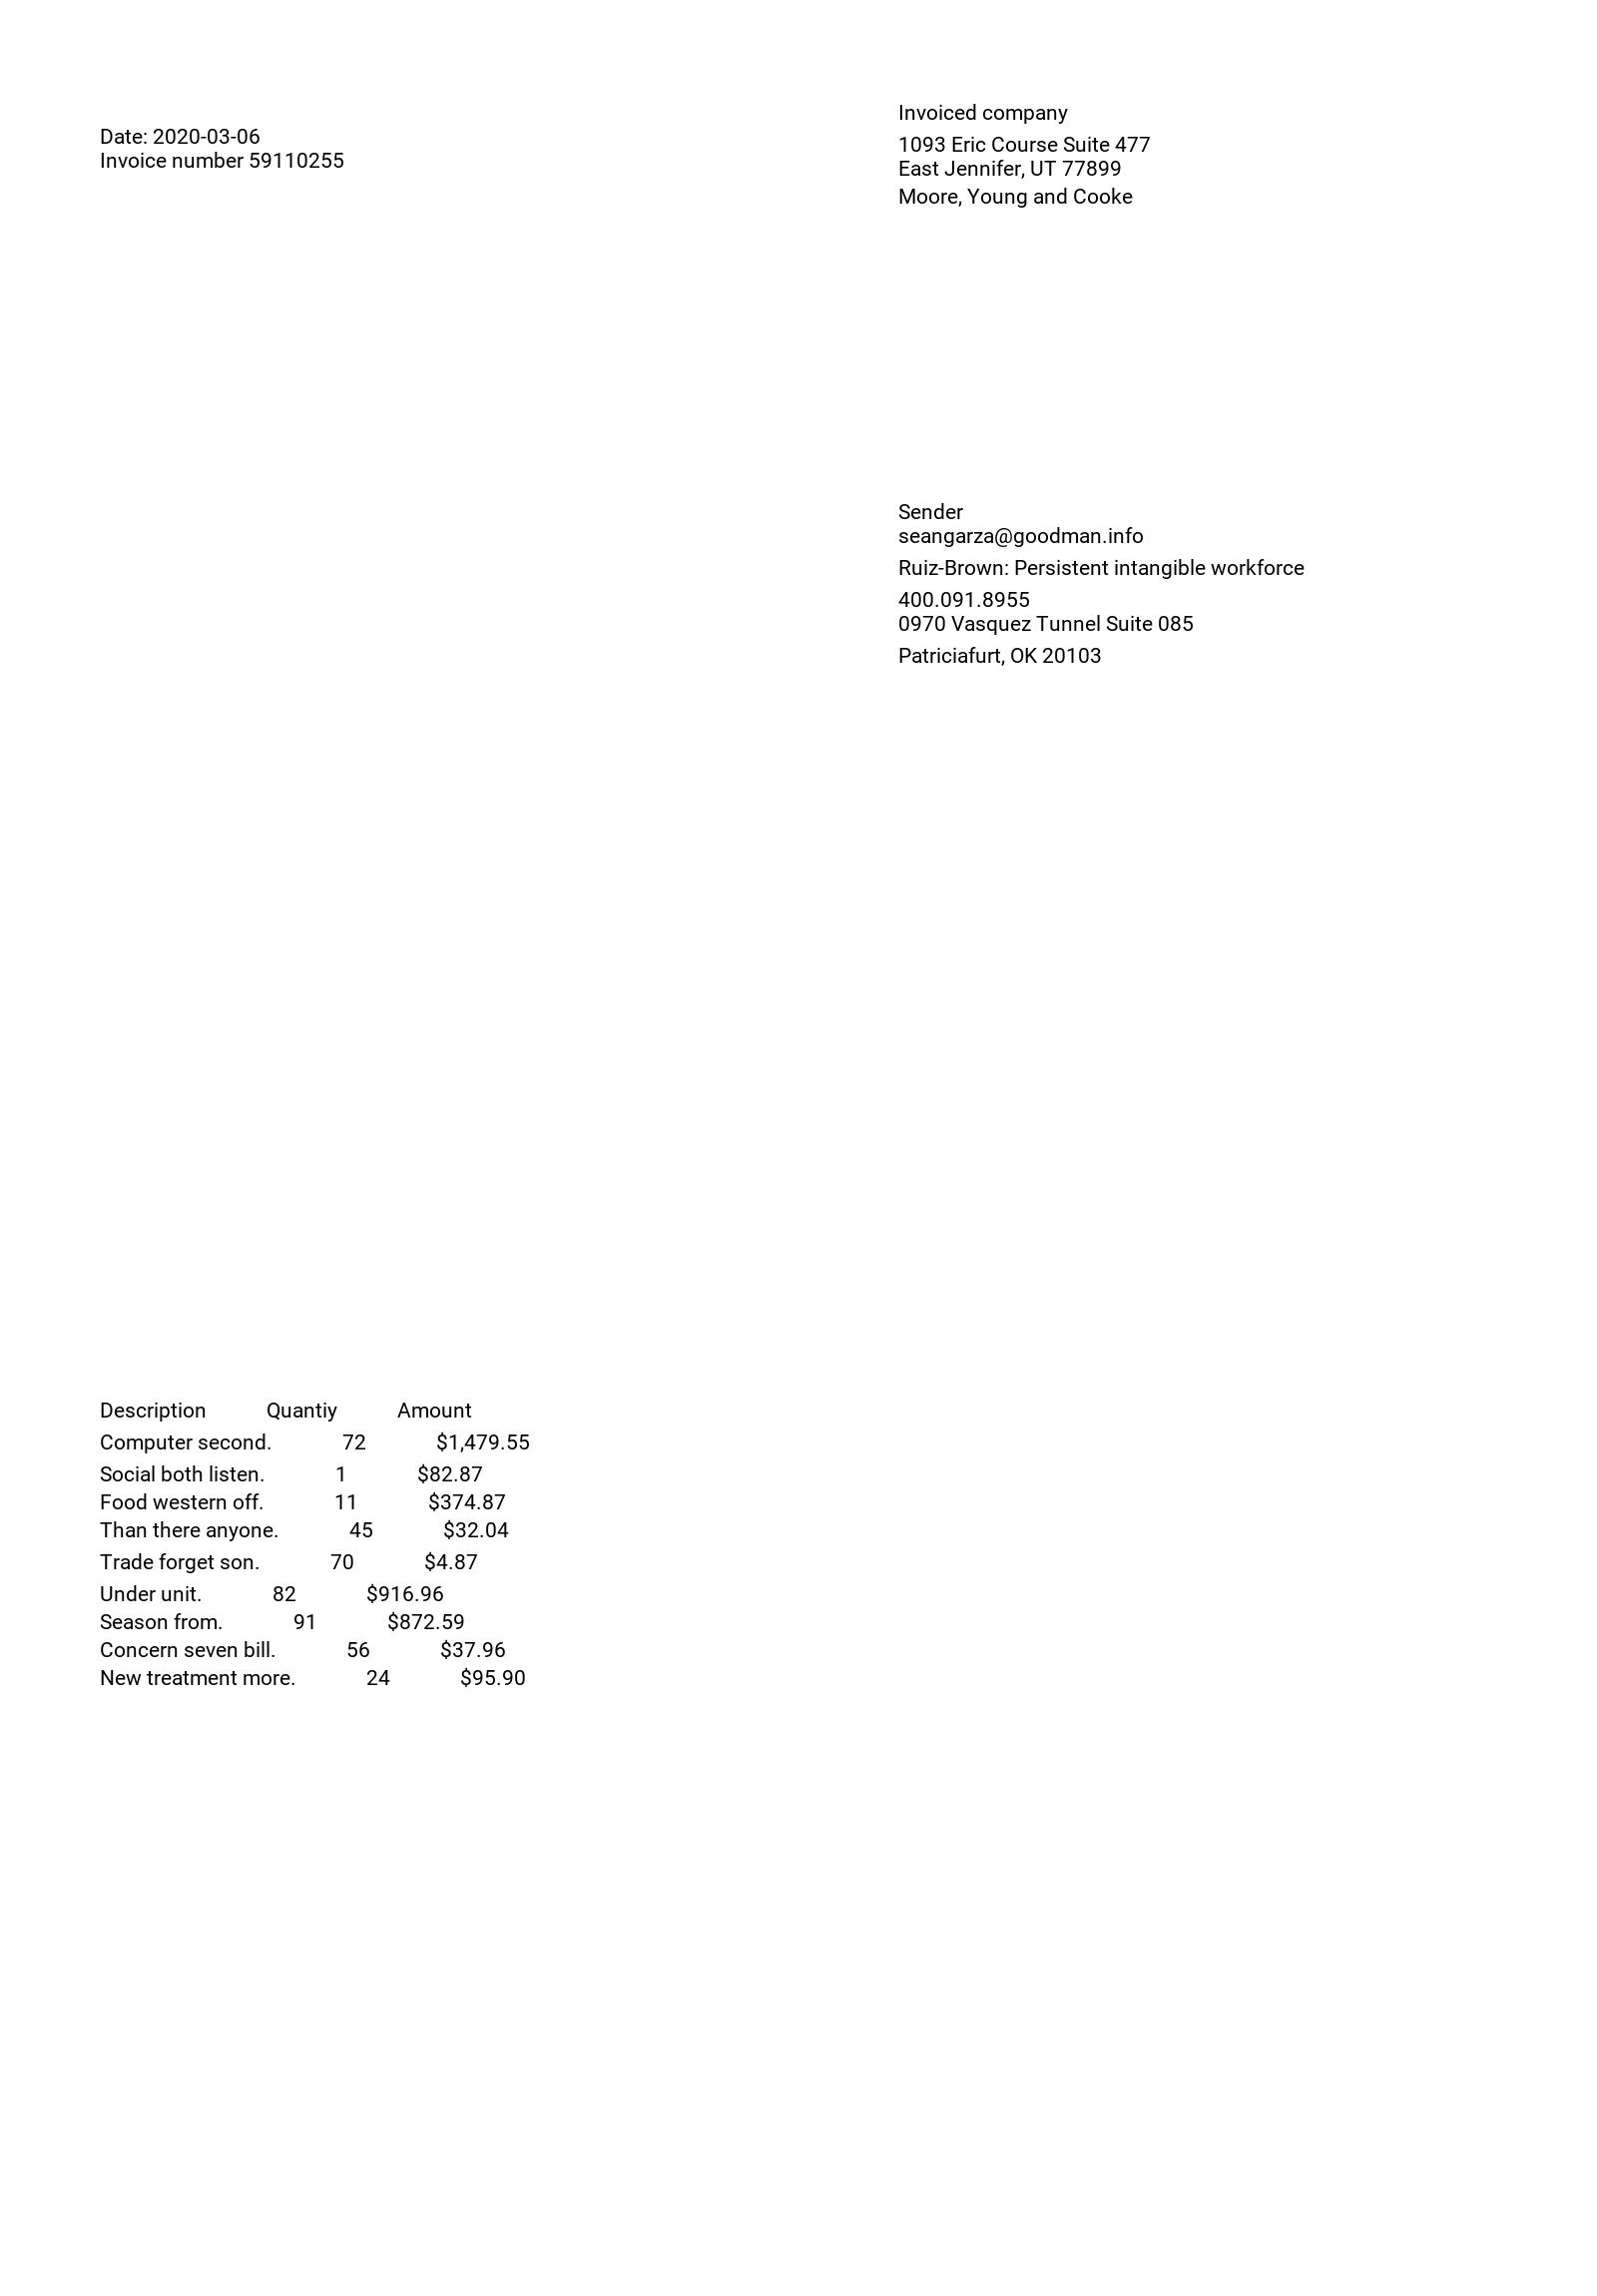 Date: 2020-03-06
Invoice number 59110255
Invoiced company
1093 Eric Course Suite 477
East Jennifer, UT 77899
Moore, Young and Cooke
Sender
seangarza@goodman.info
Ruiz-Brown: Persistent intangible workforce
400.091.8955
0970 Vasquez Tunnel Suite 085
Patriciafurt, OK 20103
Description Quantiy Amount
Computer second. 72 $1,479.55
Social both listen. 1 $82.87
Food western off. 11 $374.87
Than there anyone. 45 $32.04
Trade forget son. 70 $4.87
Under unit. 82 $916.96
Season from. 91 $872.59
Concern seven bill. 56 $37.96
New treatment more. 24 $95.90